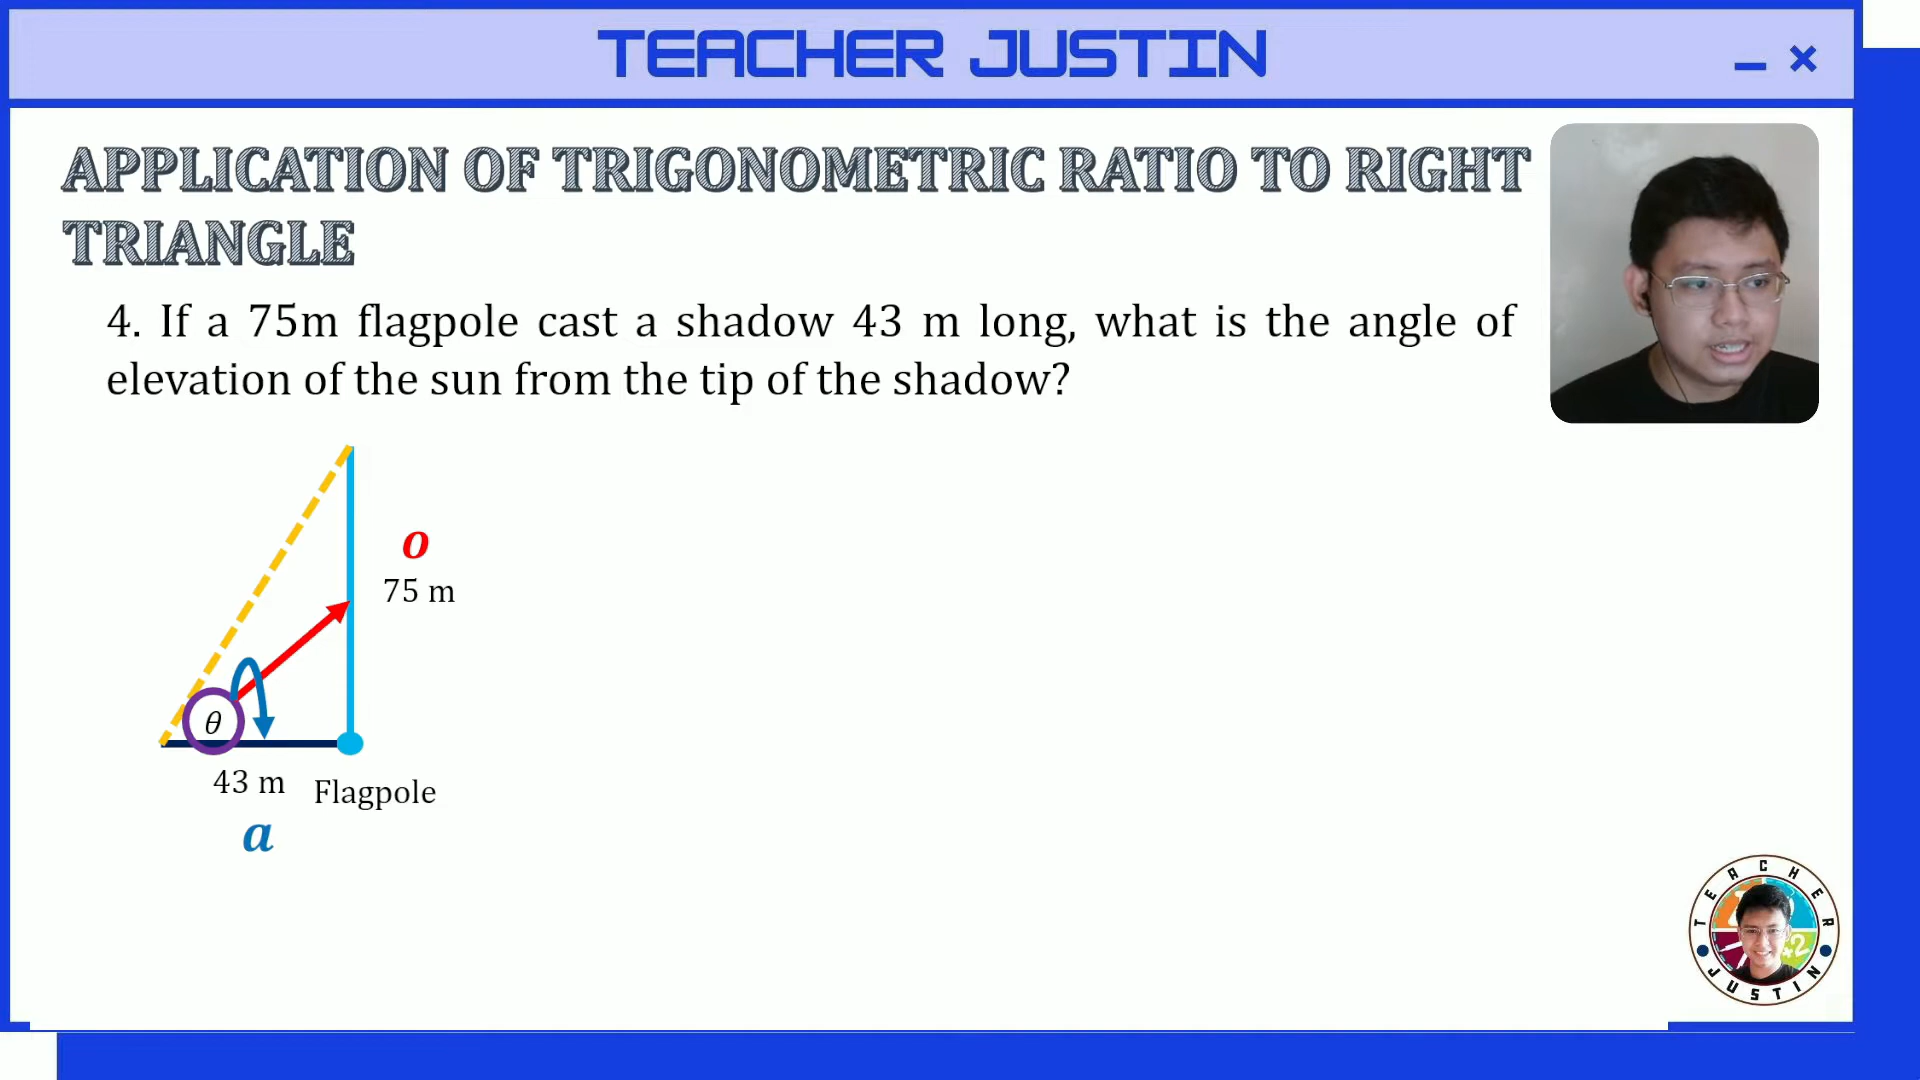 TEACHER JUSTIN
APPLICATION OF TRIGONOMETRIC RATIO TO RIGHT
TRIANGLE
4. If a 75m flagpole cast a shadow 43 m long, what is the angle of
elevation of the sun from the tip of the shadow?
o
75 m
θ
43 m
Flagpole
a
TEACHER
JUSTIN